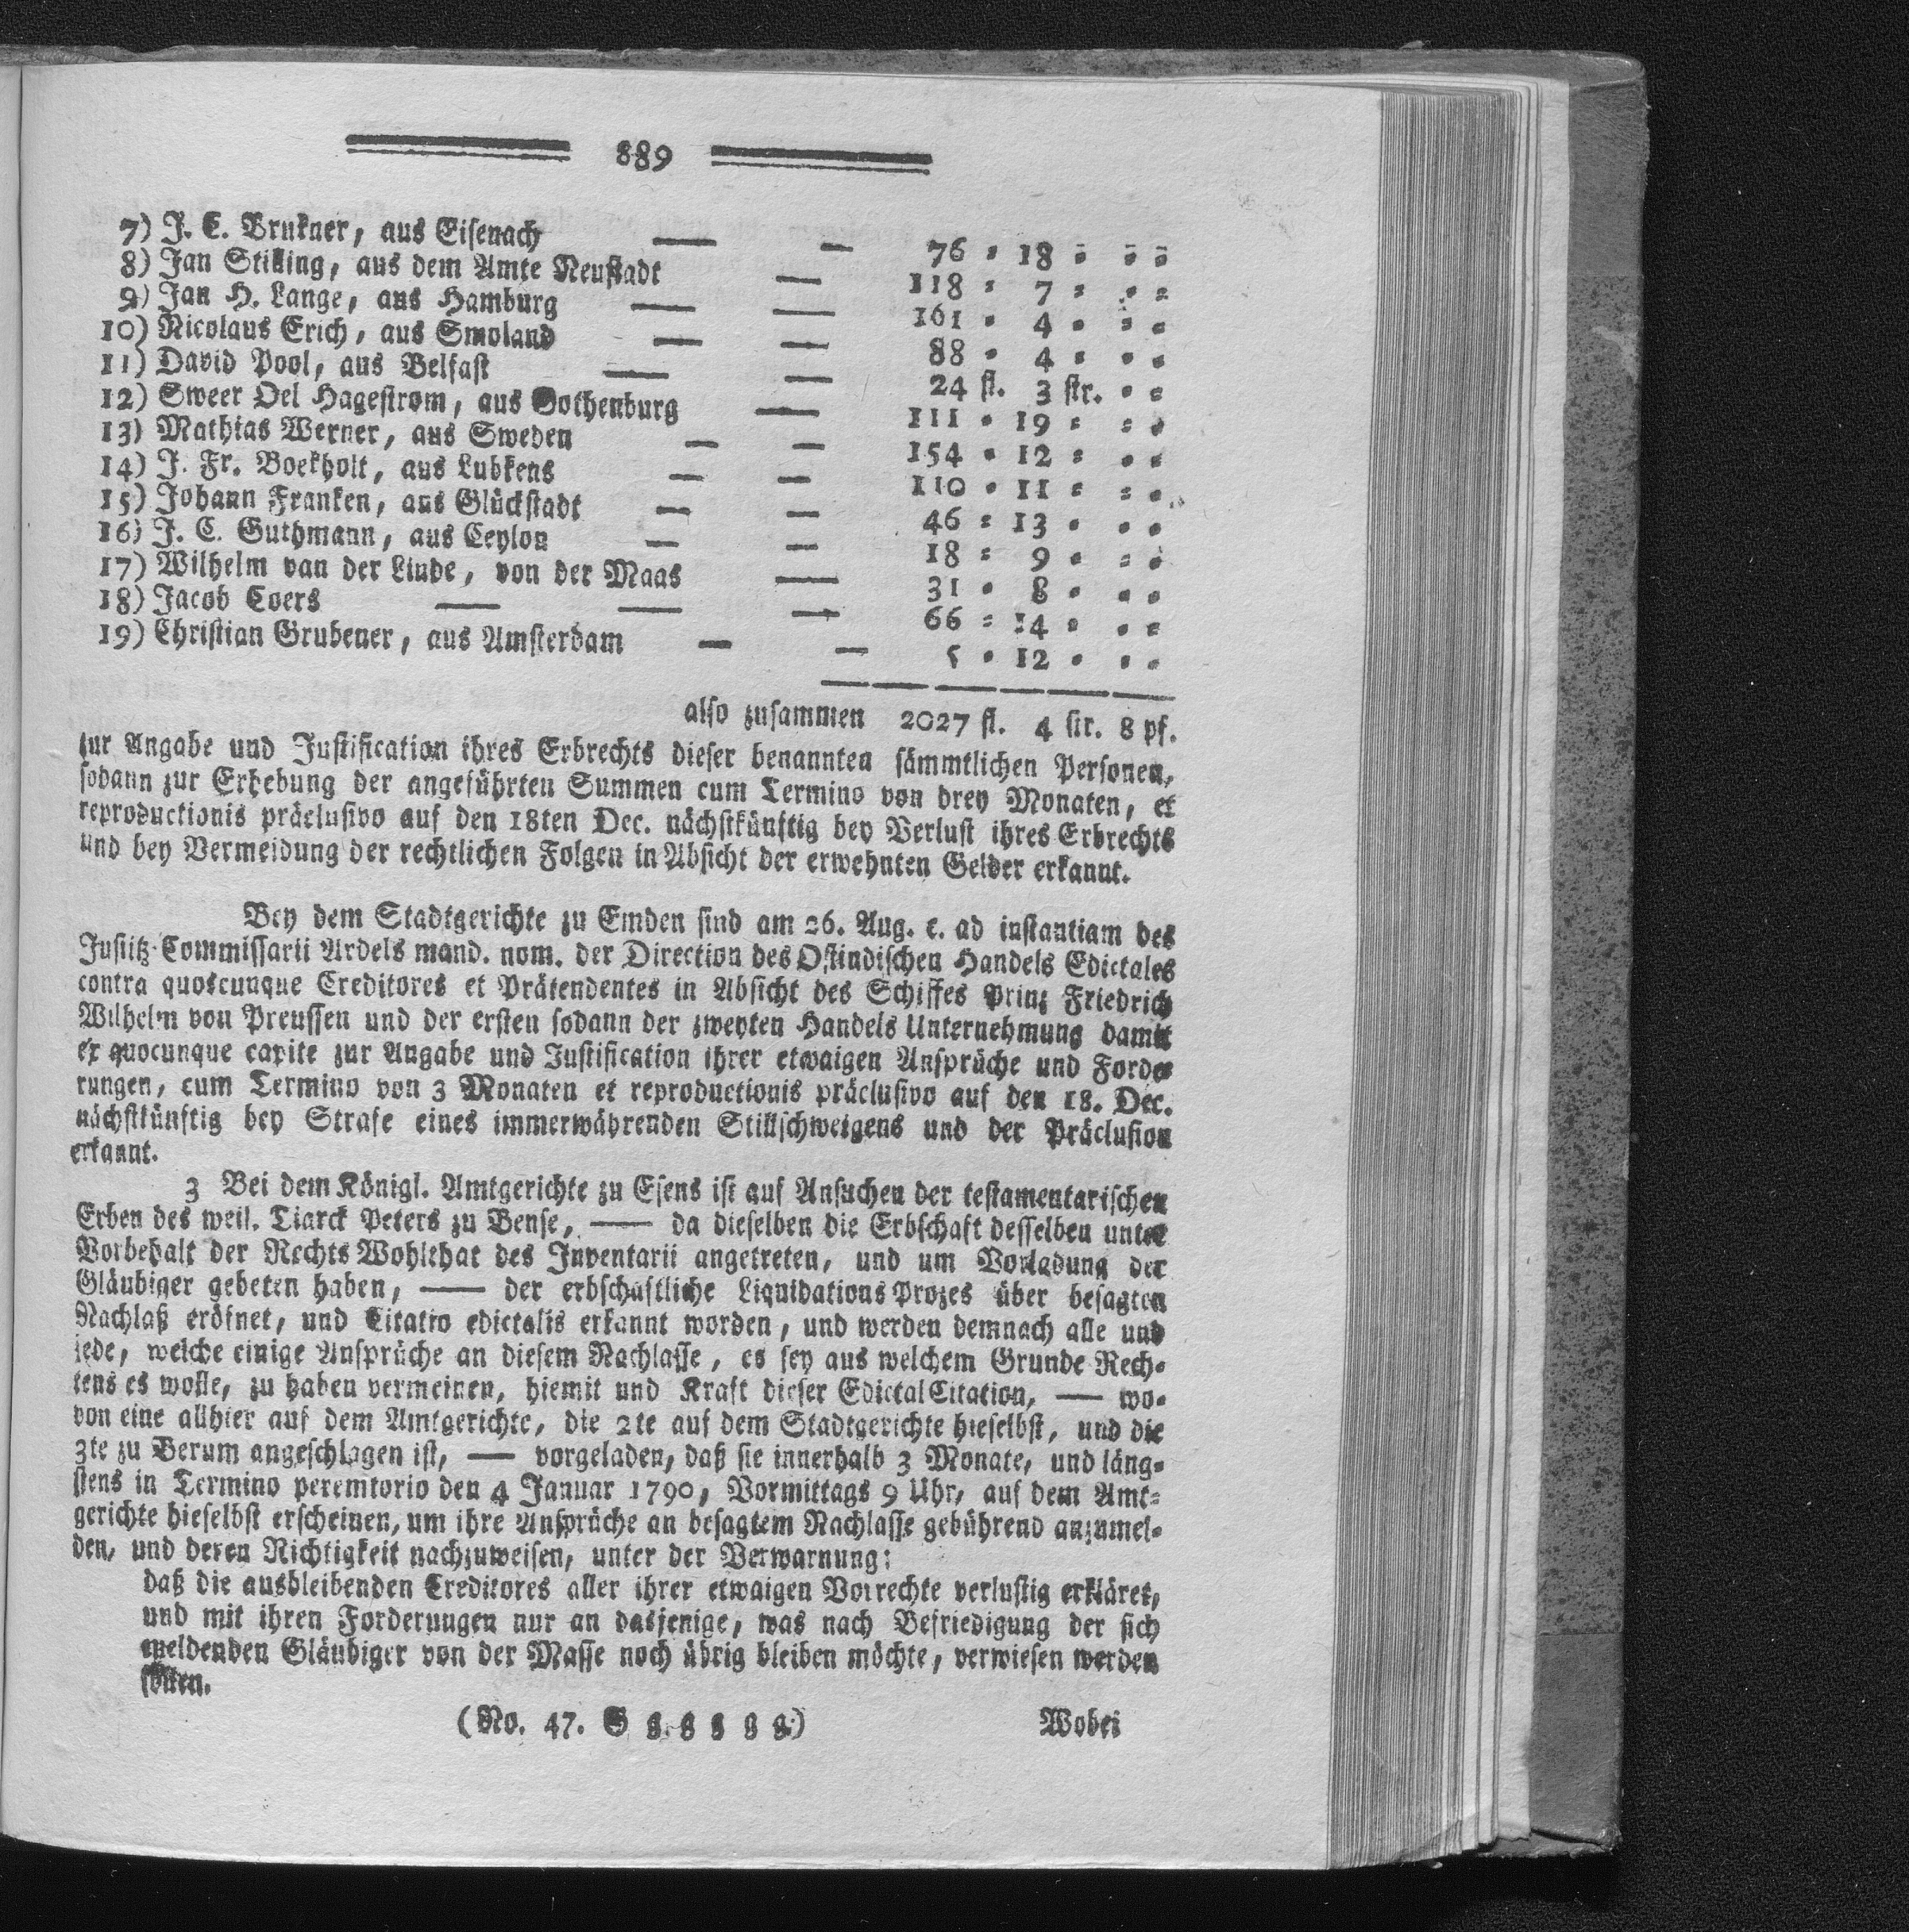 889
7) J. C. Brukner, aus Eisenach — — 76 = 18 = = =
8) Jan Stilling, aus dem Amte Neustadt — 118 = 7 = = =
9) Jan H. Lange, aus Hamburg — — 161 = 4 = = =
10) Nicolaus Erich, aus Smoland — — 88 = 4 = = =
11) David Pool, aus Belfast — — 24 fl. 3 str. = =
12) Sweer Oel Hagestrom, aus Gothenburg — 111 = 19 = = =
13) Mathias Werner, aus Sweden — — 154 = 12 = = =
14) J. Fr. Boekholt, aus Lubkens — — 110 = 11 = = =
15) Johann Franken, aus Glückstadt — — 46 = 13 = = =
16) J. C. Guthmann, aus Ceylon — — 18 = 9 = = =
17) Wilhelm van der Linde, von der Maas — 31 = 8 = = =
18) Jacob Coers — — — 66 = 14 = = =
19) Christian Grubener, aus Amsterdam — — 5 = 12 = = =
also zusammen 2027 fl. 4 str. 8 pf.
zur Angabe und Justification ihres Erbrechts dieser benannten sämmtlichen Personen,
sodann zur Erhebung der angeführten Summen cum Termino von drey Monaten, et
reproductionis präclusivo auf den 18ten Dec. nächstkünftig bey Verlust ihres Erbrechts
und bey Vermeidung der rechtlichen Folgen in Absicht der erwehnten Gelder erkannt.
Bey dem Stadtgerichte zu Emden sind am 26. Aug. c. ad instantiam des
Justitz-Commissarii Ardels mand. nom. der Direction des Ostindischen Handels Edictales
contra quoscunque Creditores et Prätendentes in Absicht des Schiffes Prinz Friedrich
Wilhelm von Preussen und der ersten sodann der zweyten Handels Unternehmung damit
ex quocunque capite zur Angabe und Justification ihrer etwaigen Ansprüche und Forde=
rungen, cum Termino von 3 Monaten et reproductionis präclusivo auf den 18. Dec.
nächstkünftig bey Strafe eines immerwährenden Stillschweigens und der Präclusion
erkannt.
3 Bei dem Königl. Amtgerichte zu Esens ist auf Ansuchen der testamentarischen
Erben des weil. Tiarck Peters zu Bense, — da dieselben die Erbschaft desselben unter
Vorbehalt der Rechts Wohlthat des Inventarii angetreten, und um Vorladung der
Gläubiger gebeten haben, — der erbschaftliche Liquidations Prozes über besagten
Nachlaß eröfnet, und Citatio edictalis erkannt worden, und werden demnach alle und
jede, welche einige Ansprüche an diesem Nachlasse, es sey aus welchem Grunde Rech=
tens es wolle, zu haben vermeinen, hiemit und Kraft dieser Edictal Citation, — wo=
von eine allhier auf dem Amtgerichte, die 2te auf dem Stadtgerichte hieselbst, und die
3te zu Berum angeschlagen ist, — vorgeladen, daß sie innerhalb 3 Monate, und läng=
stens in Termino peremtorio den 4 Januar 1790, Vormittags 9 Uhr, auf dem Amt=
gerichte hieselbst erscheinen, um ihre Ansprüche an besagtem Nachlasse gebührend anzumel=
den, und deren Richtigkeit nachzuweisen, unter der Verwarnung:
daß die ausbleibenden Creditores aller ihrer etwaigen Vorrechte verlustig erkläret,
und mit ihren Forderungen nur an dasjenige, was nach Befriedigung der sich
meldenden Gläubiger von der Masse noch übrig bleiben möchte, verwiesen werden
sollen.
(No. 47. G g g g g g.)
Wobei